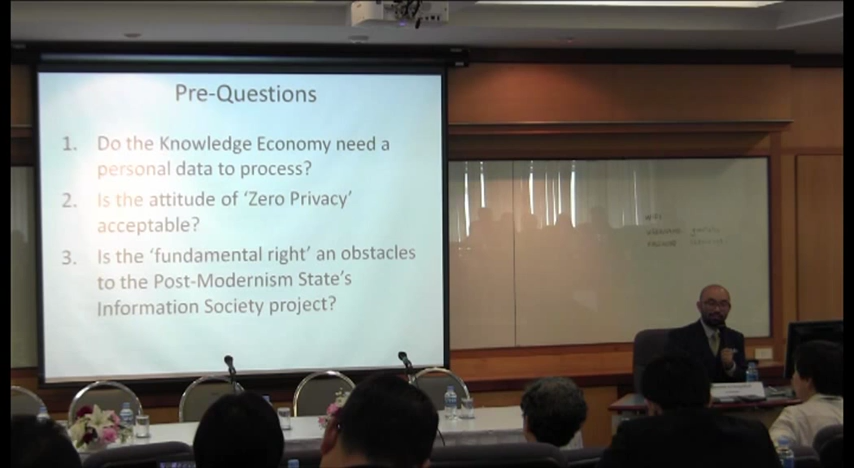 Pre-Questions
1. Do the Knowledge Economy need a
personal data to process?
2. Is the attitude of 'Zero Privacy'
acceptable?
3. Is the 'fundamental right' an obstacles
to the Post-Modernism State's
Information Society project?